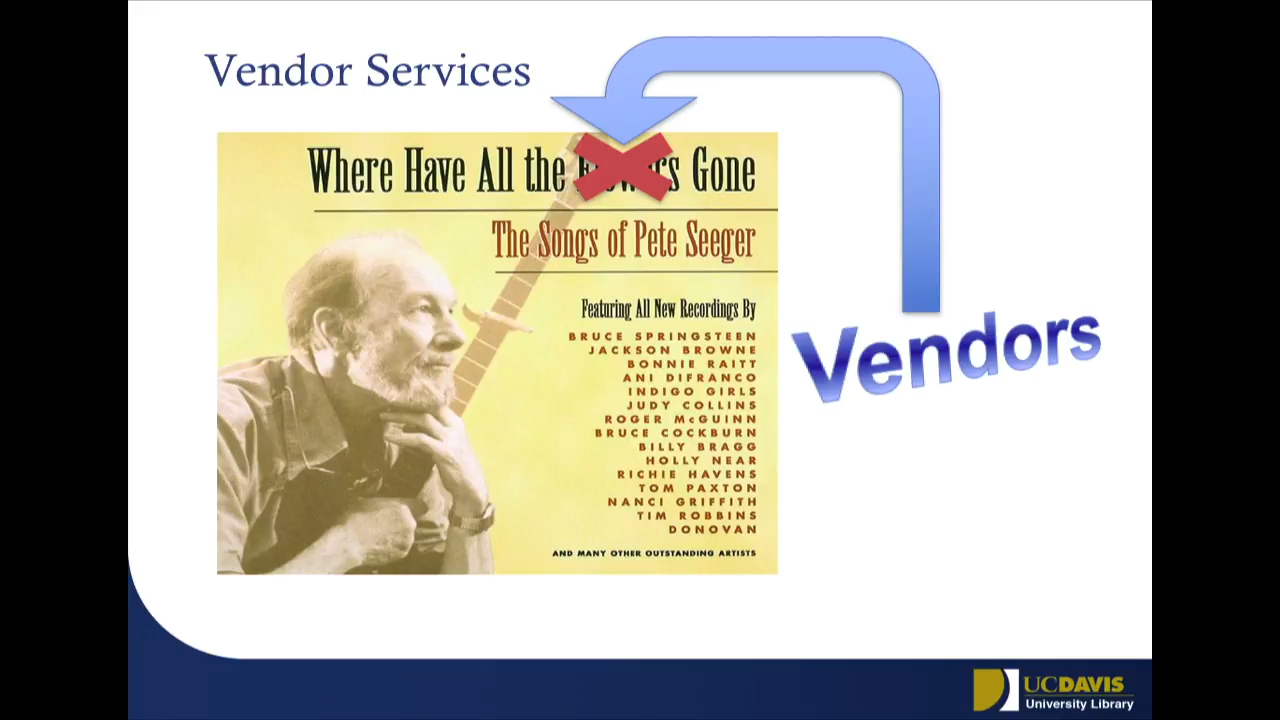 Vendor Services
Where Have All the Flowers Gone
The Songs of Pete Seeger
Featuring All New Recordings By
BRUCE SPRINGSTEEN
JACKSON BROWNE
BONNIE RAITT
ANI DIFRANCO
INDIGO GIRLS
JUDY COLLINS
ROGER McGUINN
BRUCE COCKBURN
BILLY BRAGG
HOLLY NEAR
RICHIE HAVENS
TOM PAXTON
NANCI GRIFFITH
TIM ROBBINS
DONOVAN
AND MANY OTHER OUTSTANDING ARTISTS
Vendors
UCDAVIS
University Library